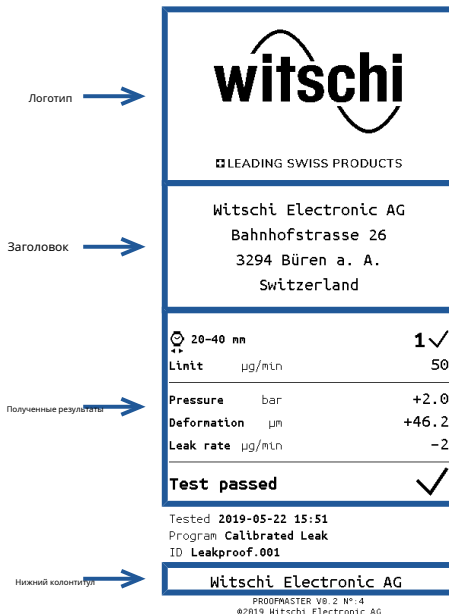 witschi
LEADING SWISS PRODUCTS
Логотип
Witschi Electronic AG
Bahnhofstrasse 26
3294 Büren a. A.
Switzerland
Заголовок
20-40 mm 1✓
Limit µg/min 50
Pressure bar +2.0
Deformation µm +46.2
Leak rate µg/min -2
Полученные результаты
Test passed ✓
Tested 2019-05-22 15:51
Program Calibrated Leak
ID Leakproof.001
Нижний колонтитул
Witschi Electronic AG
PROOFMASTER V0.2 N°:4
©2019 Witschi Electronic AG